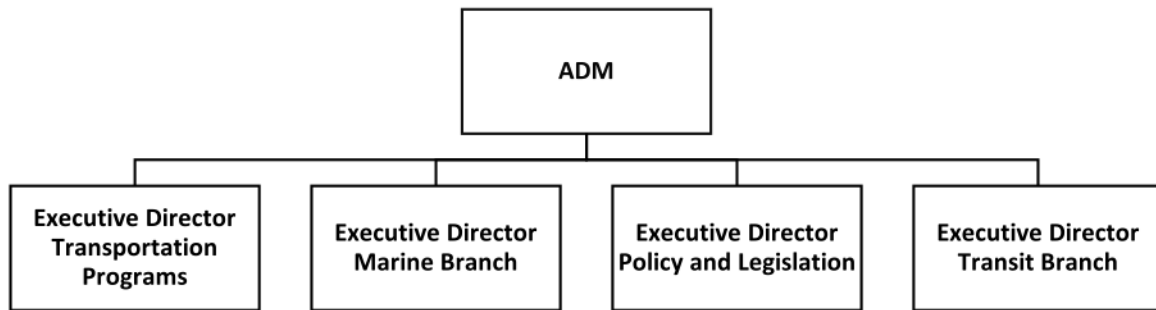 ADM
Executive Director
Transportation
Programs
Executive Director
Marine Branch
Executive Director
Policy and Legislation
Executive Director
Transit Branch